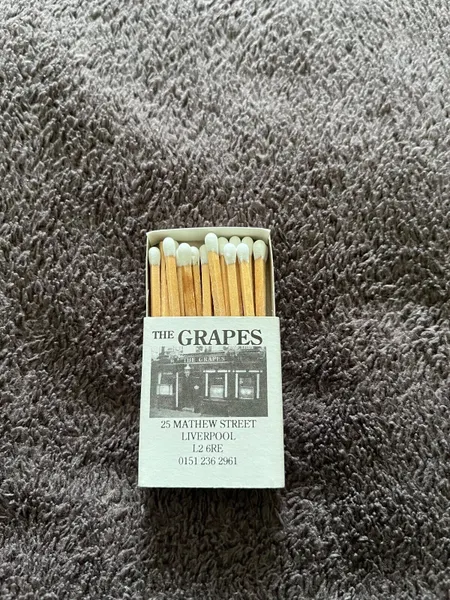 THE GRAPES
THE GRAPES
25 MATHEW STREET
LIVERPOOL
L2 6RE
0151 236 2961